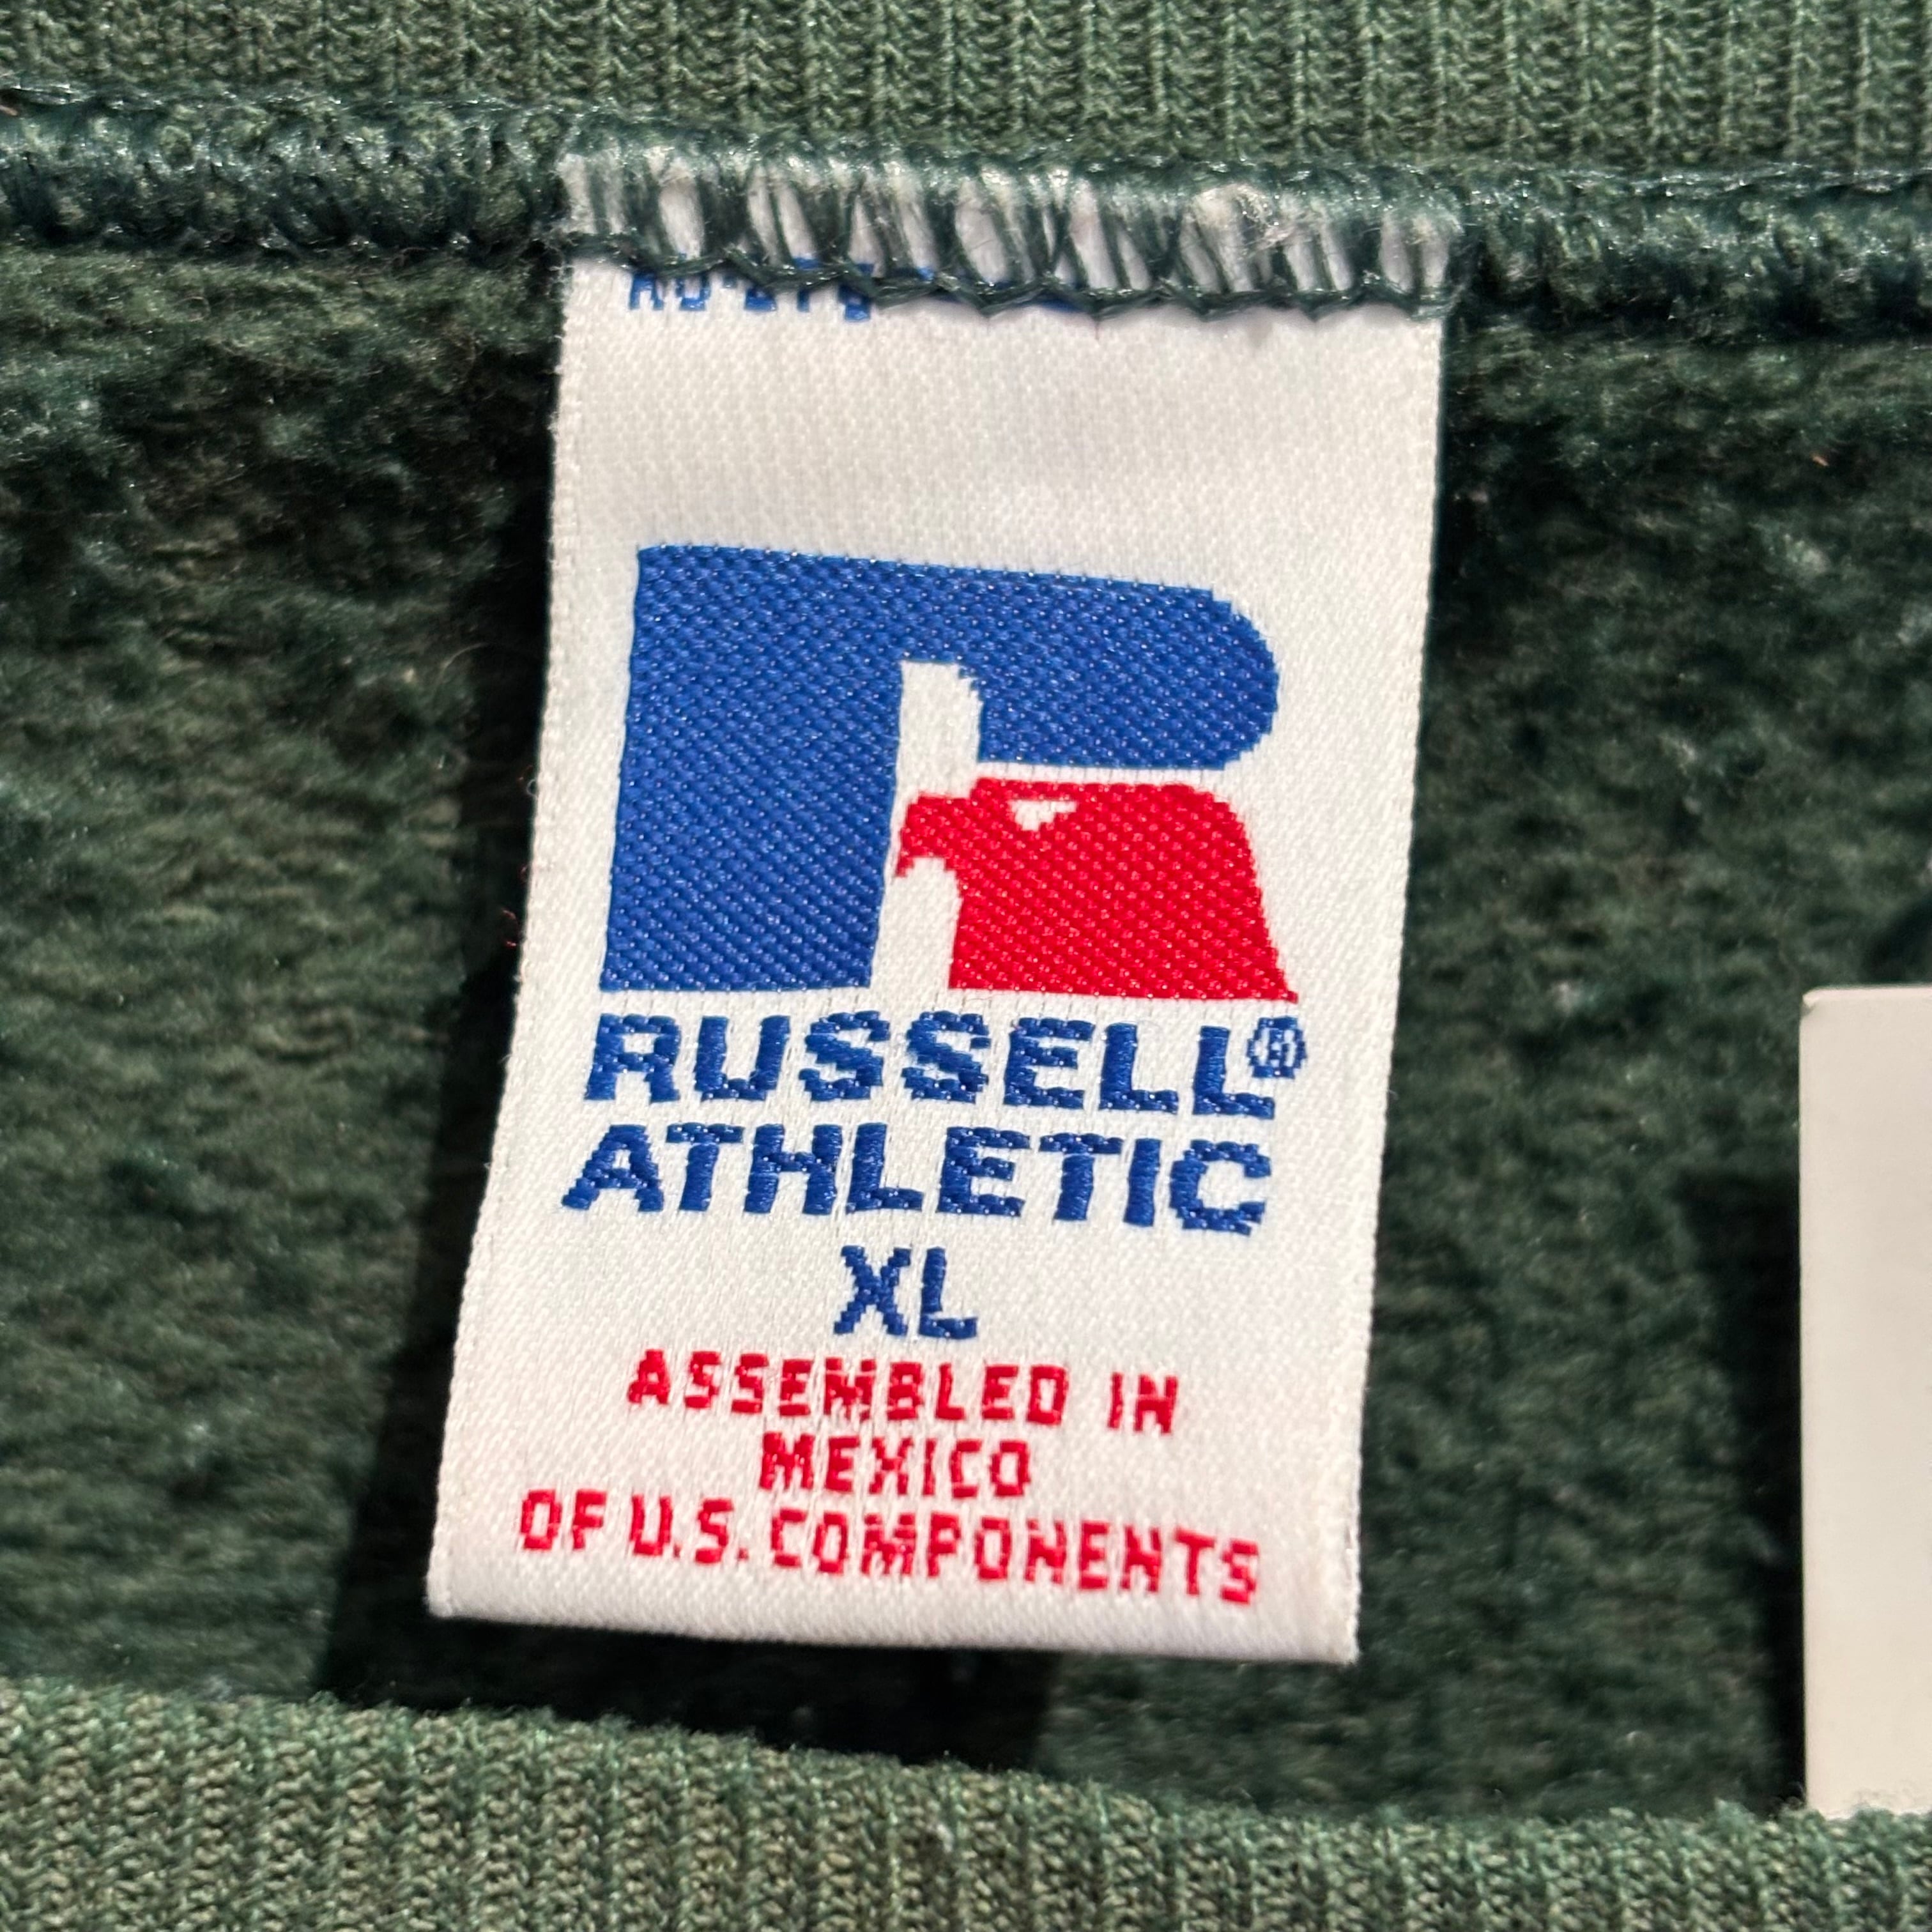 RUSSELL®
ATHLETIC
XL
ASSEMBLED IN
MEXICO
OF U.S. COMPONENTS